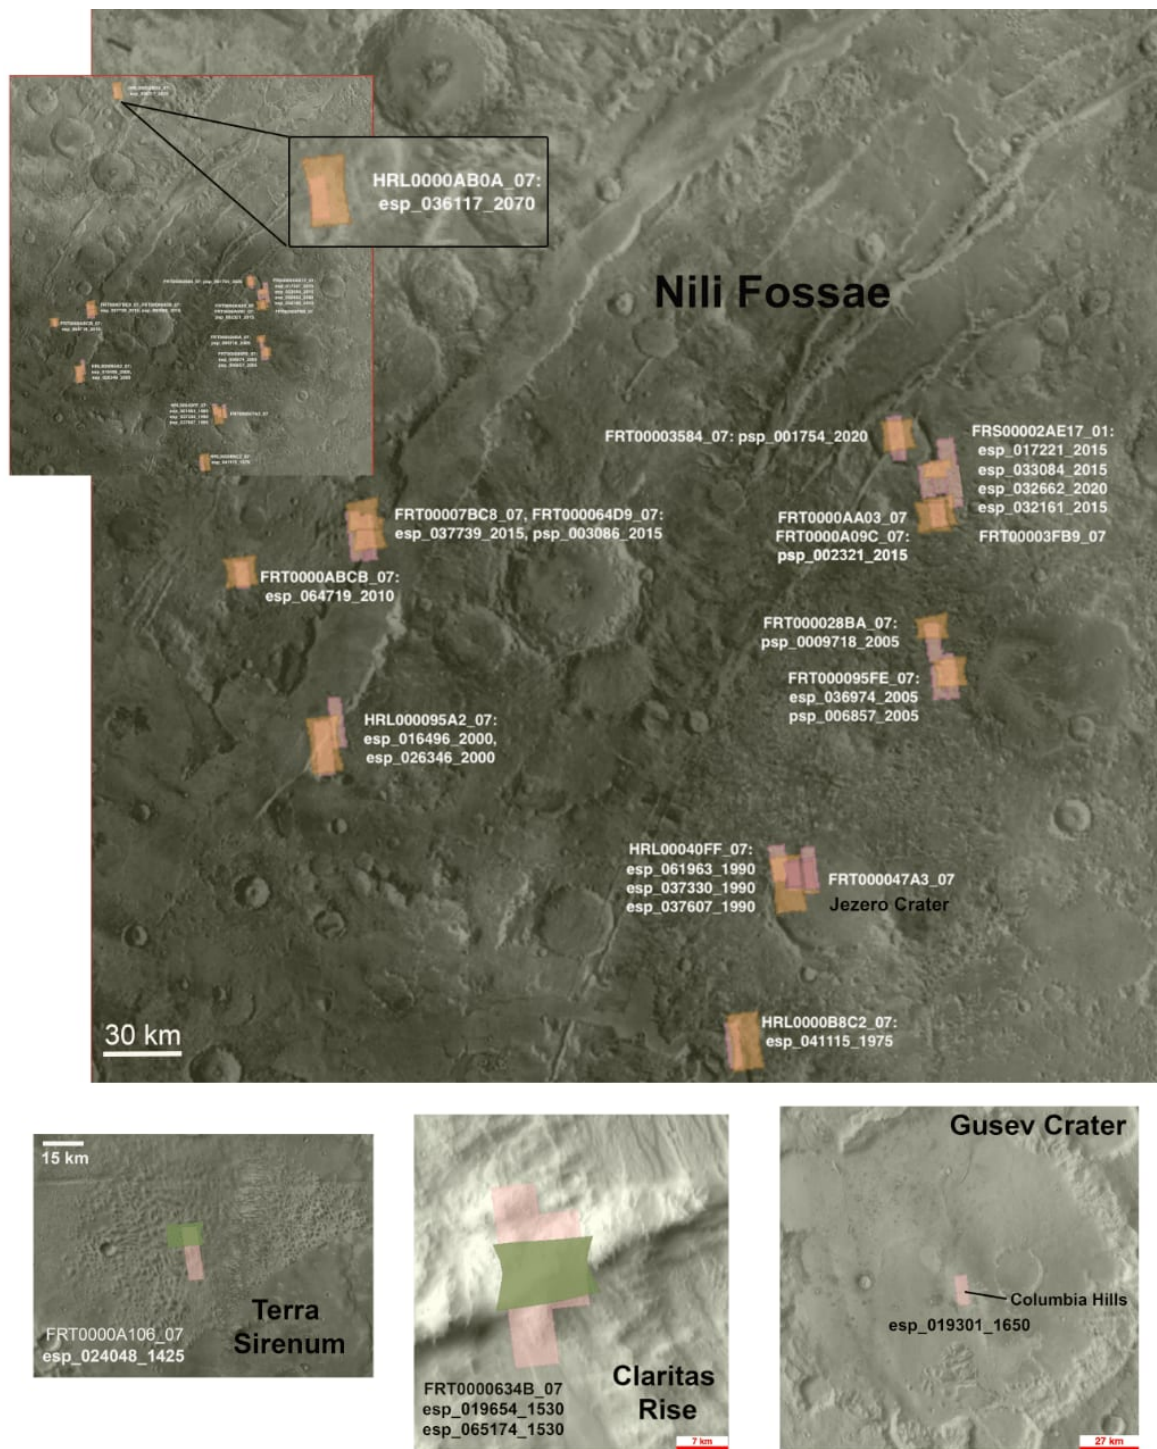 HRL0000AB0A_07:
esp_036117_2070
Nili Fossae
FRT00003584_07: psp_001754_2020
FRS00002AE17_01:
esp_017221_2015
esp_033084_2015
esp_032662_2020
esp_032161_2015
FRT0000AA03_07
FRT0000A09C_07:
psp_002321_2015
FRT00003FB9_07
FRT00007BC8_07, FRT000064D9_07:
esp_037739_2015, psp_003086_2015
FRT0000ABCB_07:
esp_064719_2010
FRT000028BA_07:
psp_0009718_2005
FRT000095FE_07:
esp_036974_2005
psp_006857_2005
HRL000095A2_07:
esp_016496_2000,
esp_026346_2000
HRL00040FF_07:
esp_061963_1990
esp_037330_1990
esp_037607_1990
FRT000047A3_07
Jezero Crater
HRL0000B8C2_07:
esp_041115_1975
30 km
15 km
Terra
Sirenum
FRT0000A106_07
esp_024048_1425
Claritas
Rise
FRT0000634B_07
esp_019654_1530
esp_065174_1530
7 km
Gusev Crater
Columbia Hills
esp_019301_1650
27 km